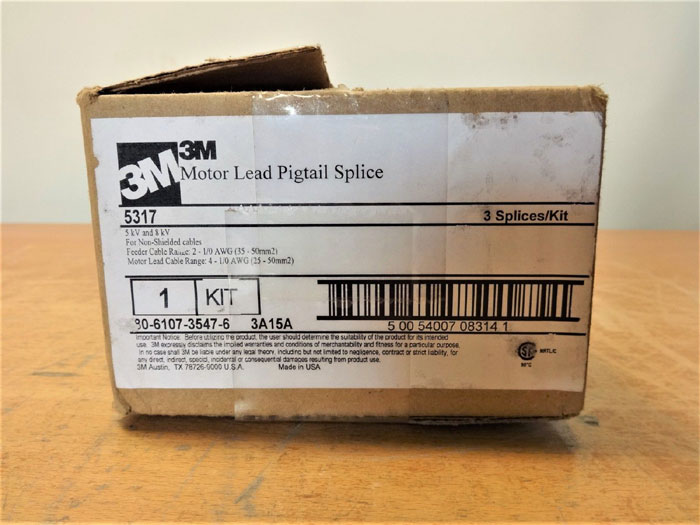 3M
3M
Motor Lead Pigtail Splice
5317 3 Splices/Kit
5 kV and 8 kV
For Non-Shielded cables
Feeder Cable Range: 2 - 1/0 AWG (35 - 50mm2)
Motor Lead Cable Range: 4 - 1/0 AWG (25 - 50mm2)
1 KIT
80-6107-3547-6 3A15A
5 00 54007 08314 1
Important Notice: Before utilizing the product, the user should determine the suitability of the product for its intended
use. 3M expressly disclaims the implied warranties and conditions of merchantability and fitness for a particular purpose.
In no case shall 3M be liable under any legal theory, including but not limited to negligence, contract or strict liability, for
any direct, indirect, special, incidental or consequential damages resulting from product use.
3M Austin, TX 78726-9000 U.S.A. Made in USA
NRTL/C